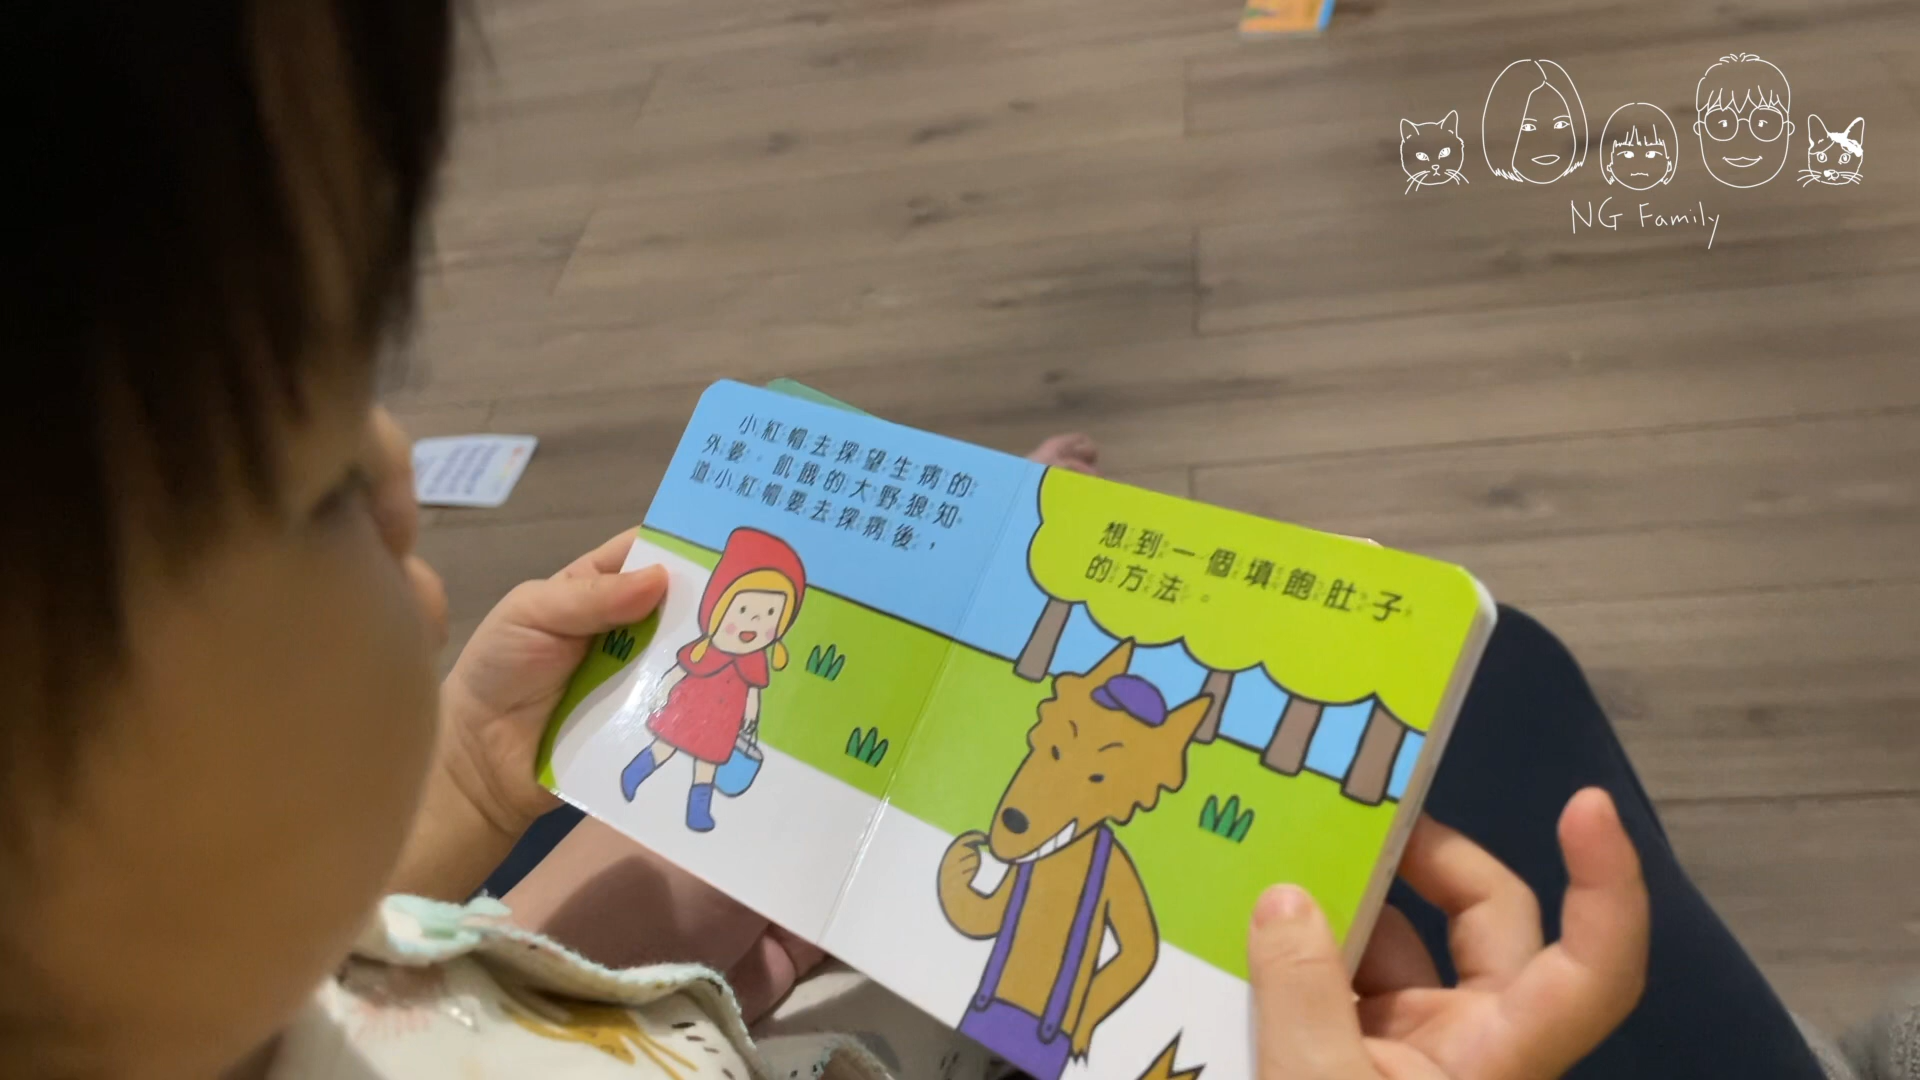 NG Family
小紅帽去探望生病的
外婆。飢餓的大野狼知
道小紅帽要去探病後，
想到一個填飽肚子
的方法。